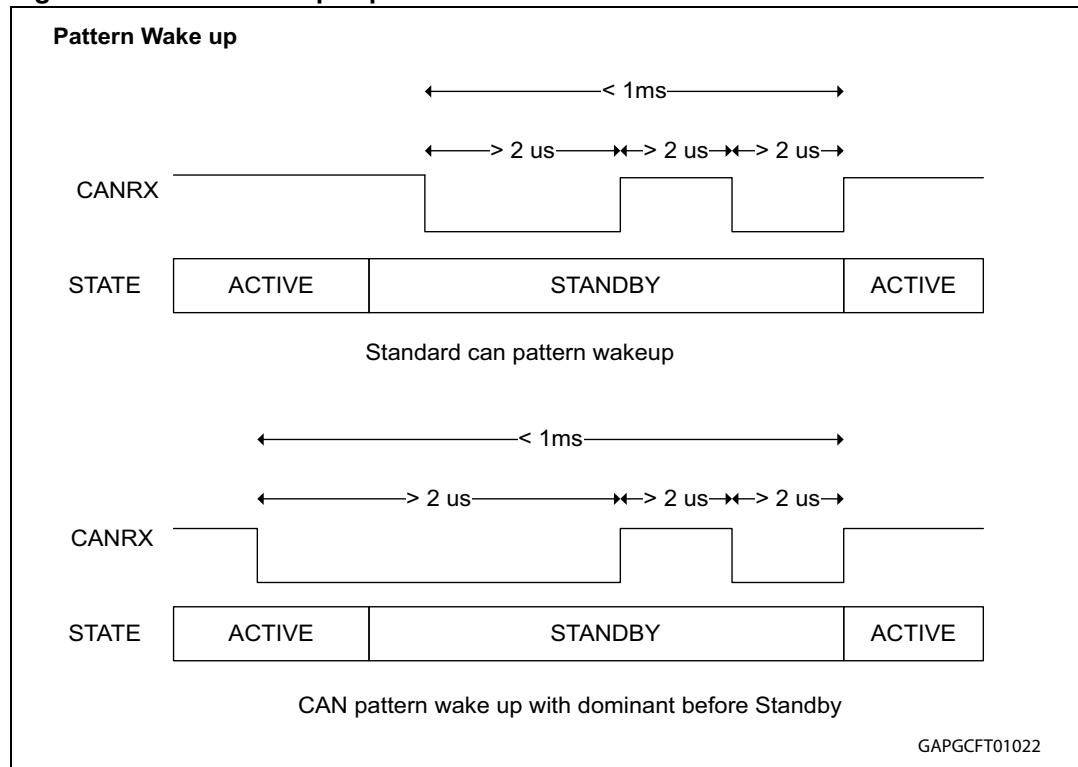 Pattern Wake up
< 1ms
> 2 us > 2 us > 2 us
CANRX
STATE ACTIVE STANDBY ACTIVE
Standard can pattern wakeup
< 1ms
> 2 us > 2 us > 2 us
CANRX
STATE ACTIVE STANDBY ACTIVE
CAN pattern wake up with dominant before Standby
GAPGCFT01022